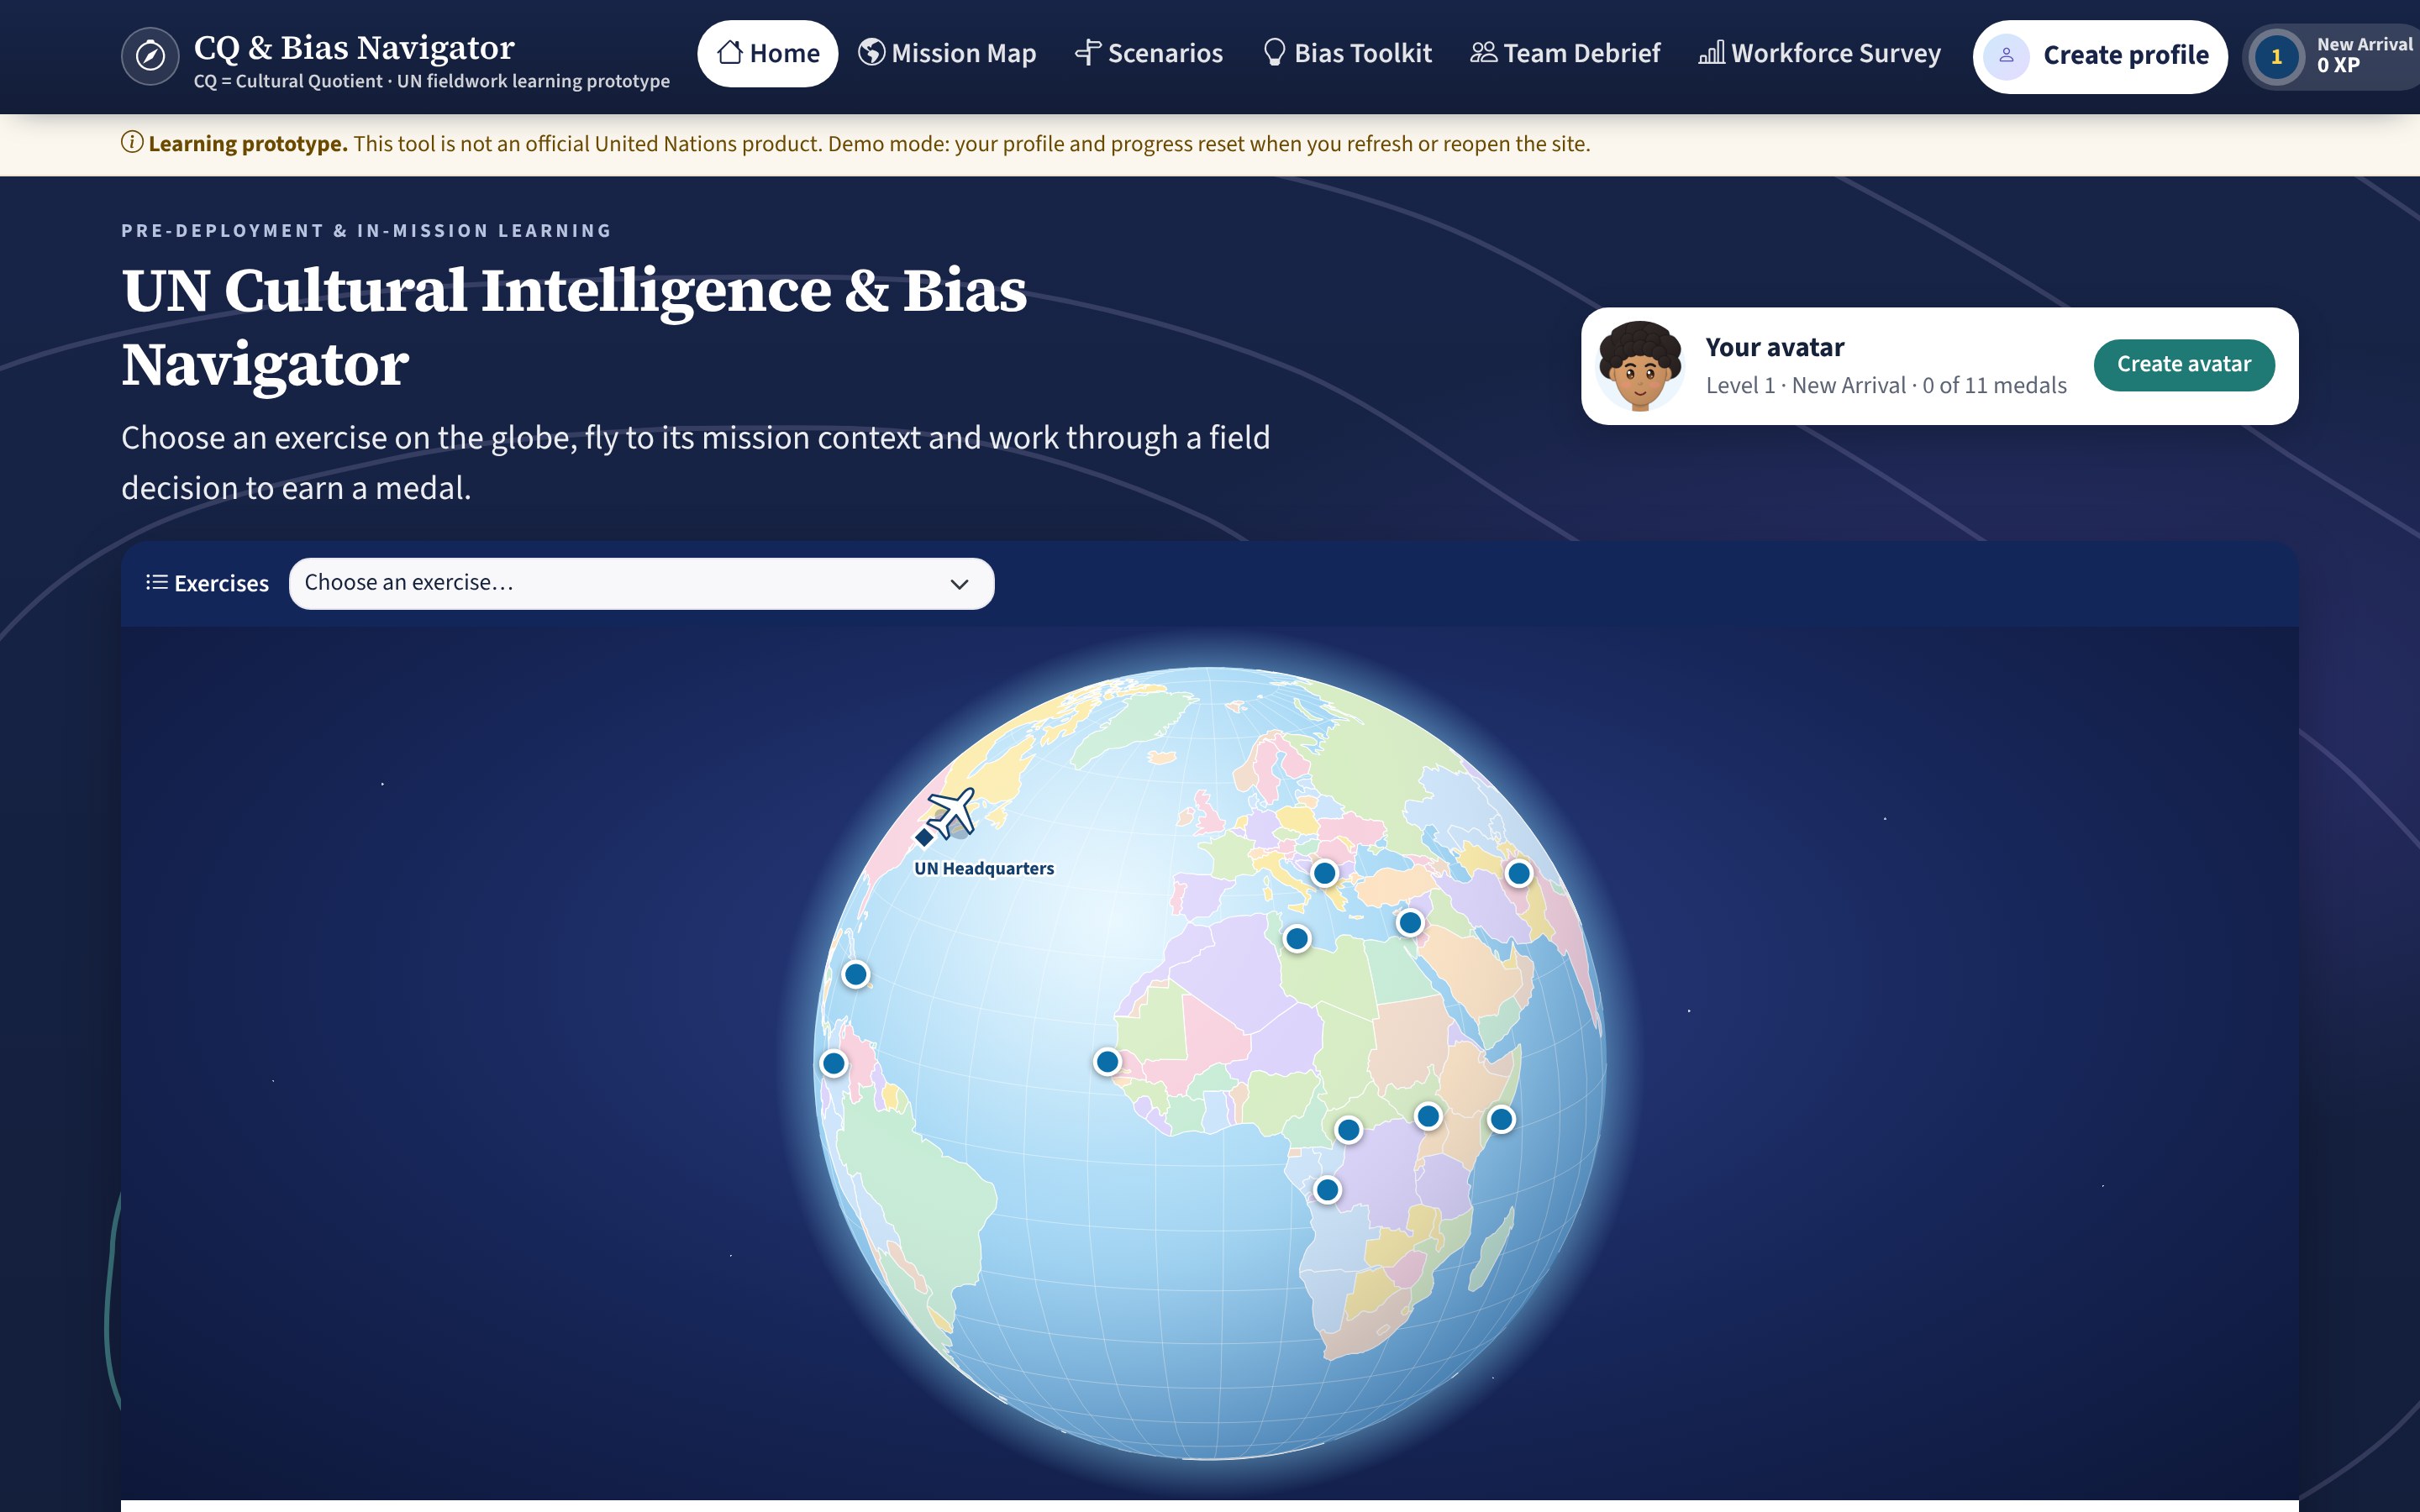 CQ & Bias Navigator
CQ = Cultural Quotient · UN fieldwork learning prototype
Home
Mission Map
Scenarios
Bias Toolkit
Team Debrief
Workforce Survey
Create profile
1
New Arrival
0 XP
Learning prototype. This tool is not an official United Nations product. Demo mode: your profile and progress reset when you refresh or reopen the site.
PRE-DEPLOYMENT & IN-MISSION LEARNING
UN Cultural Intelligence & Bias
Navigator
Choose an exercise on the globe, fly to its mission context and work through a field
decision to earn a medal.
Your avatar
Level 1 · New Arrival · 0 of 11 medals
Create avatar
Exercises
Choose an exercise...
UN Headquarters